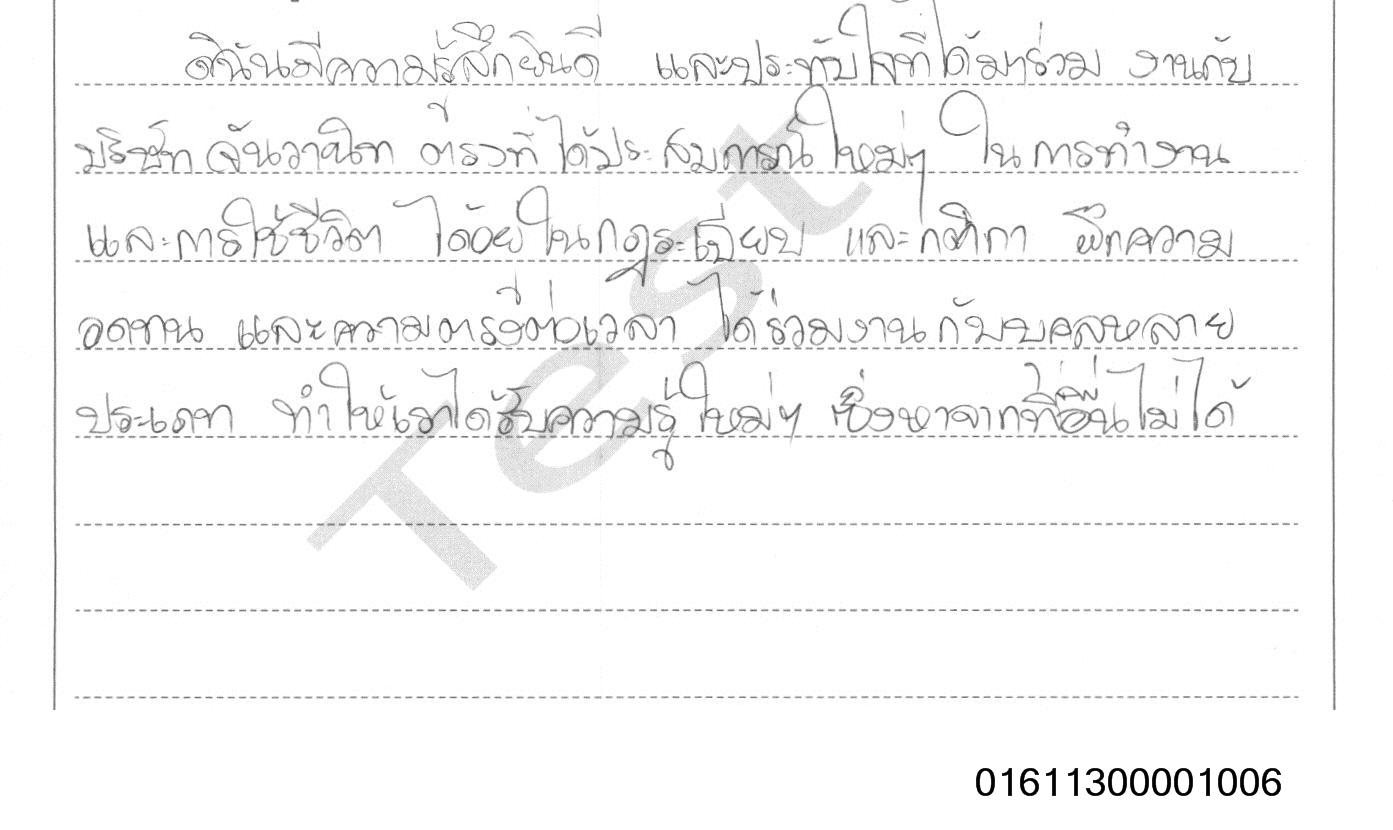 ดิฉันมีความรู้สึกยินดี และประทับใจที่ได้มาร่วม งานกับ
บริษัท จันวานิช ตรงที่ได้ประสบการณ์ใหม่ๆ ในการทำงาน
และการใช้ชีวิต ได้อยู่ในกฎระเบียบ และกติกา ฝึกความ
อดทน และความตรงต่อเวลา ได้ร่วมงานกับบุคคลหลาย
ประเภท ทำให้เราได้รับความรู้ใหม่ๆ ซึ่งหาจากที่อื่นไม่ได้
Test
01611300001006